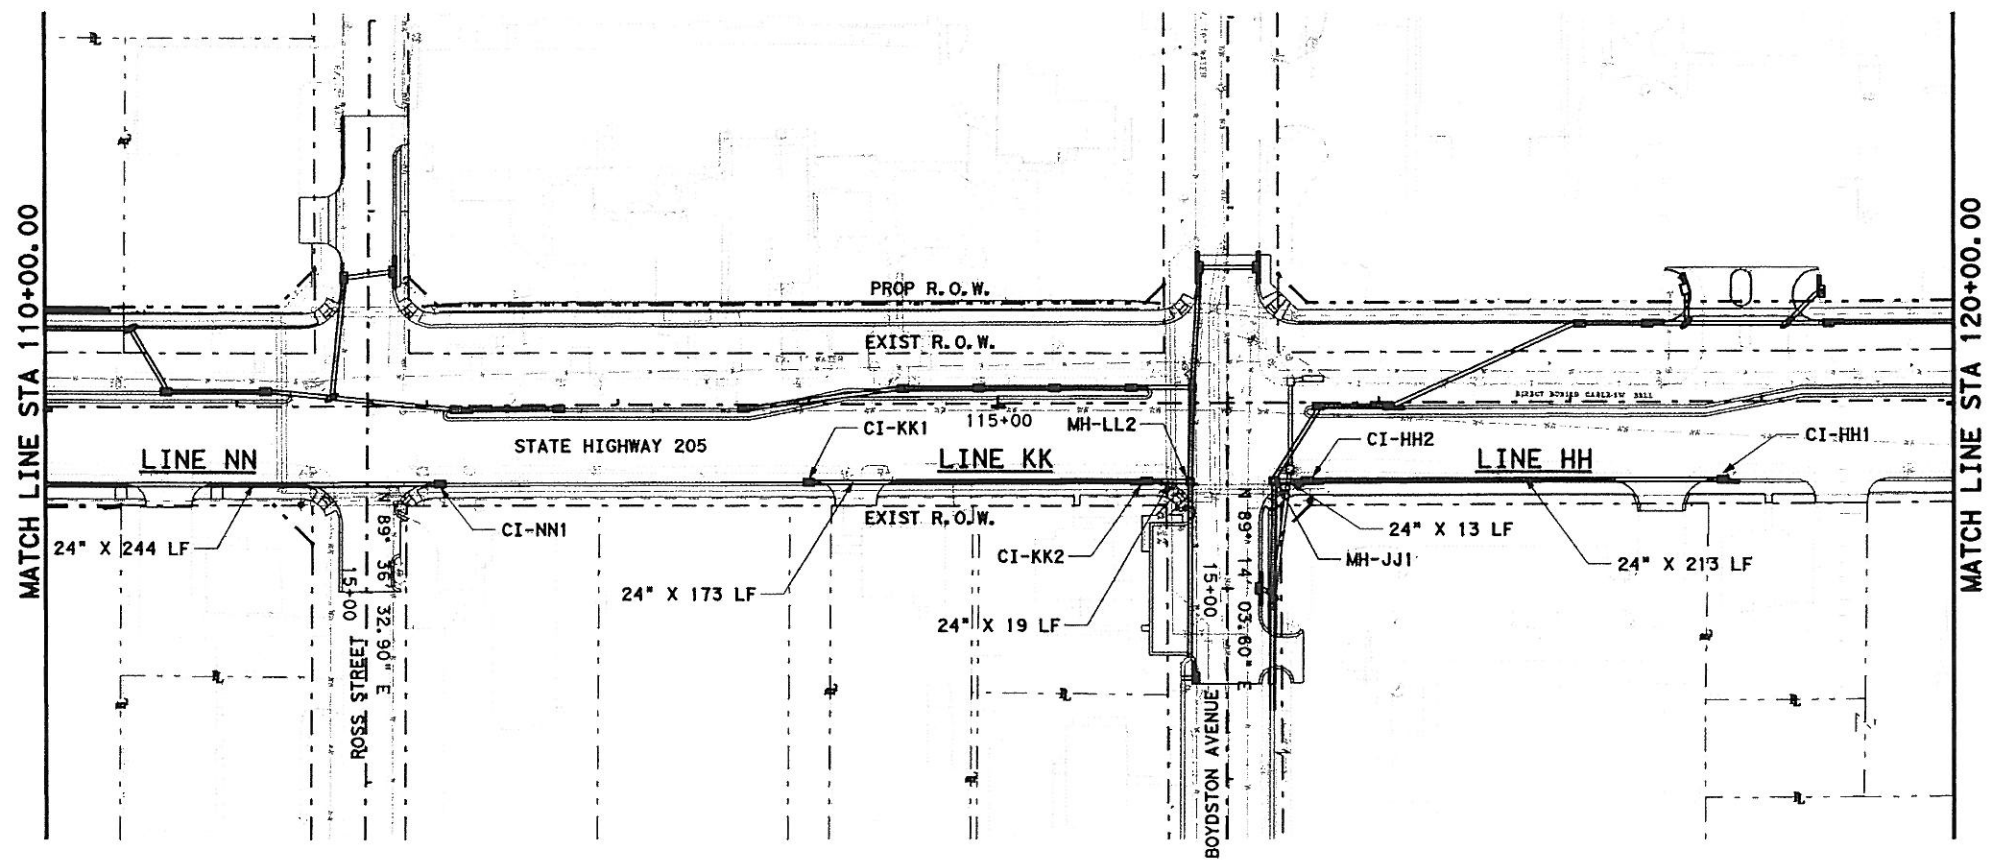 MATCH LINE STA 110+00.00
MATCH LINE STA 120+00.00
PROP R.O.W.
EXIST R.O.W.
115+00
STATE HIGHWAY 205
CI-KK1
MH-LL2
CI-HH2
CI-HH1
LINE NN
LINE KK
LINE HH
EXIST R.O.W.
CI-NN1
24" X 244 LF
24" X 173 LF
CI-KK2
24" X 19 LF
24" X 13 LF
MH-JJ1
24" X 213 LF
N 89° 36' 32.90" E
15+00
ROSS STREET
N 89° 14' 03.60" E
15+00
BOYDSTON AVENUE